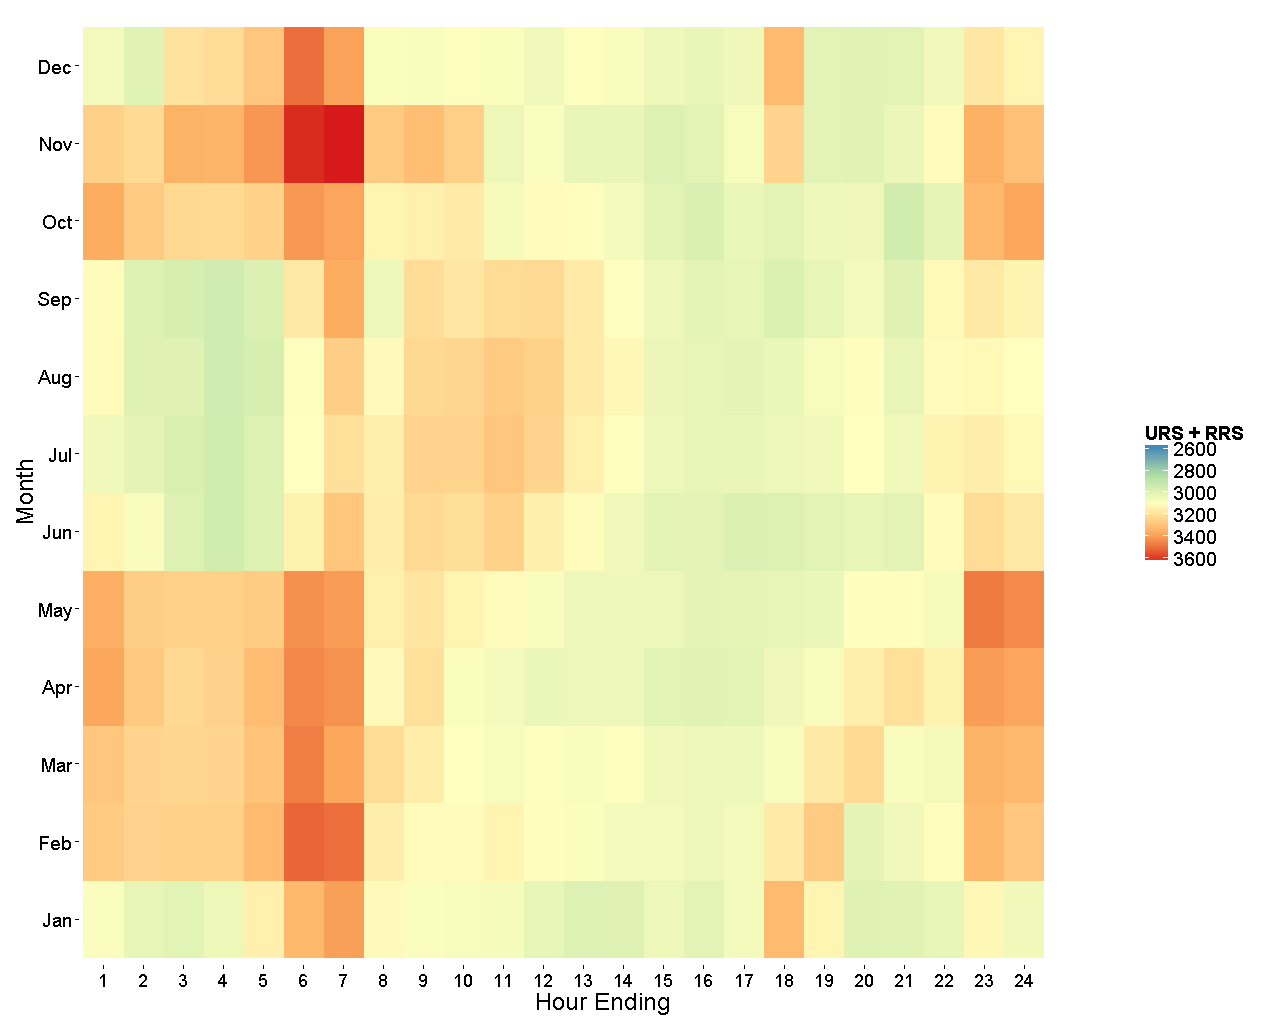 Dec
Nov
Oct
Sep
Aug
Jul
Jun
May
Apr
Mar
Feb
Jan
Month
1 2 3 4 5 6 7 8 9 10 11 12 13 14 15 16 17 18 19 20 21 22 23 24
Hour Ending
URS + RRS
2600
2800
3000
3200
3400
3600